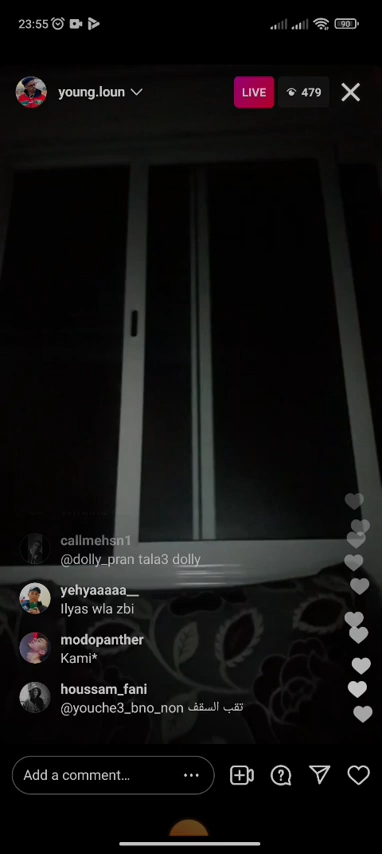 23:55
90
young.loun
LIVE
479
callmehsn1
@dolly_pran tala3 dolly
yehyaaaaa__
Ilyas wla zbi
modopanther
Kami*
houssam_fani
@youche3_bno_non تقب السقف
Add a comment...